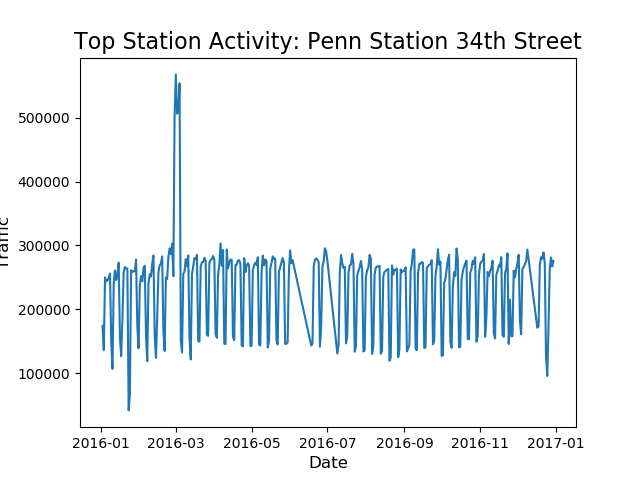 Top Station Activity: Penn Station 34th Street
500000
400000
300000
200000
100000
Traffic
2016-01 2016-03 2016-05 2016-07 2016-09 2016-11 2017-01
Date